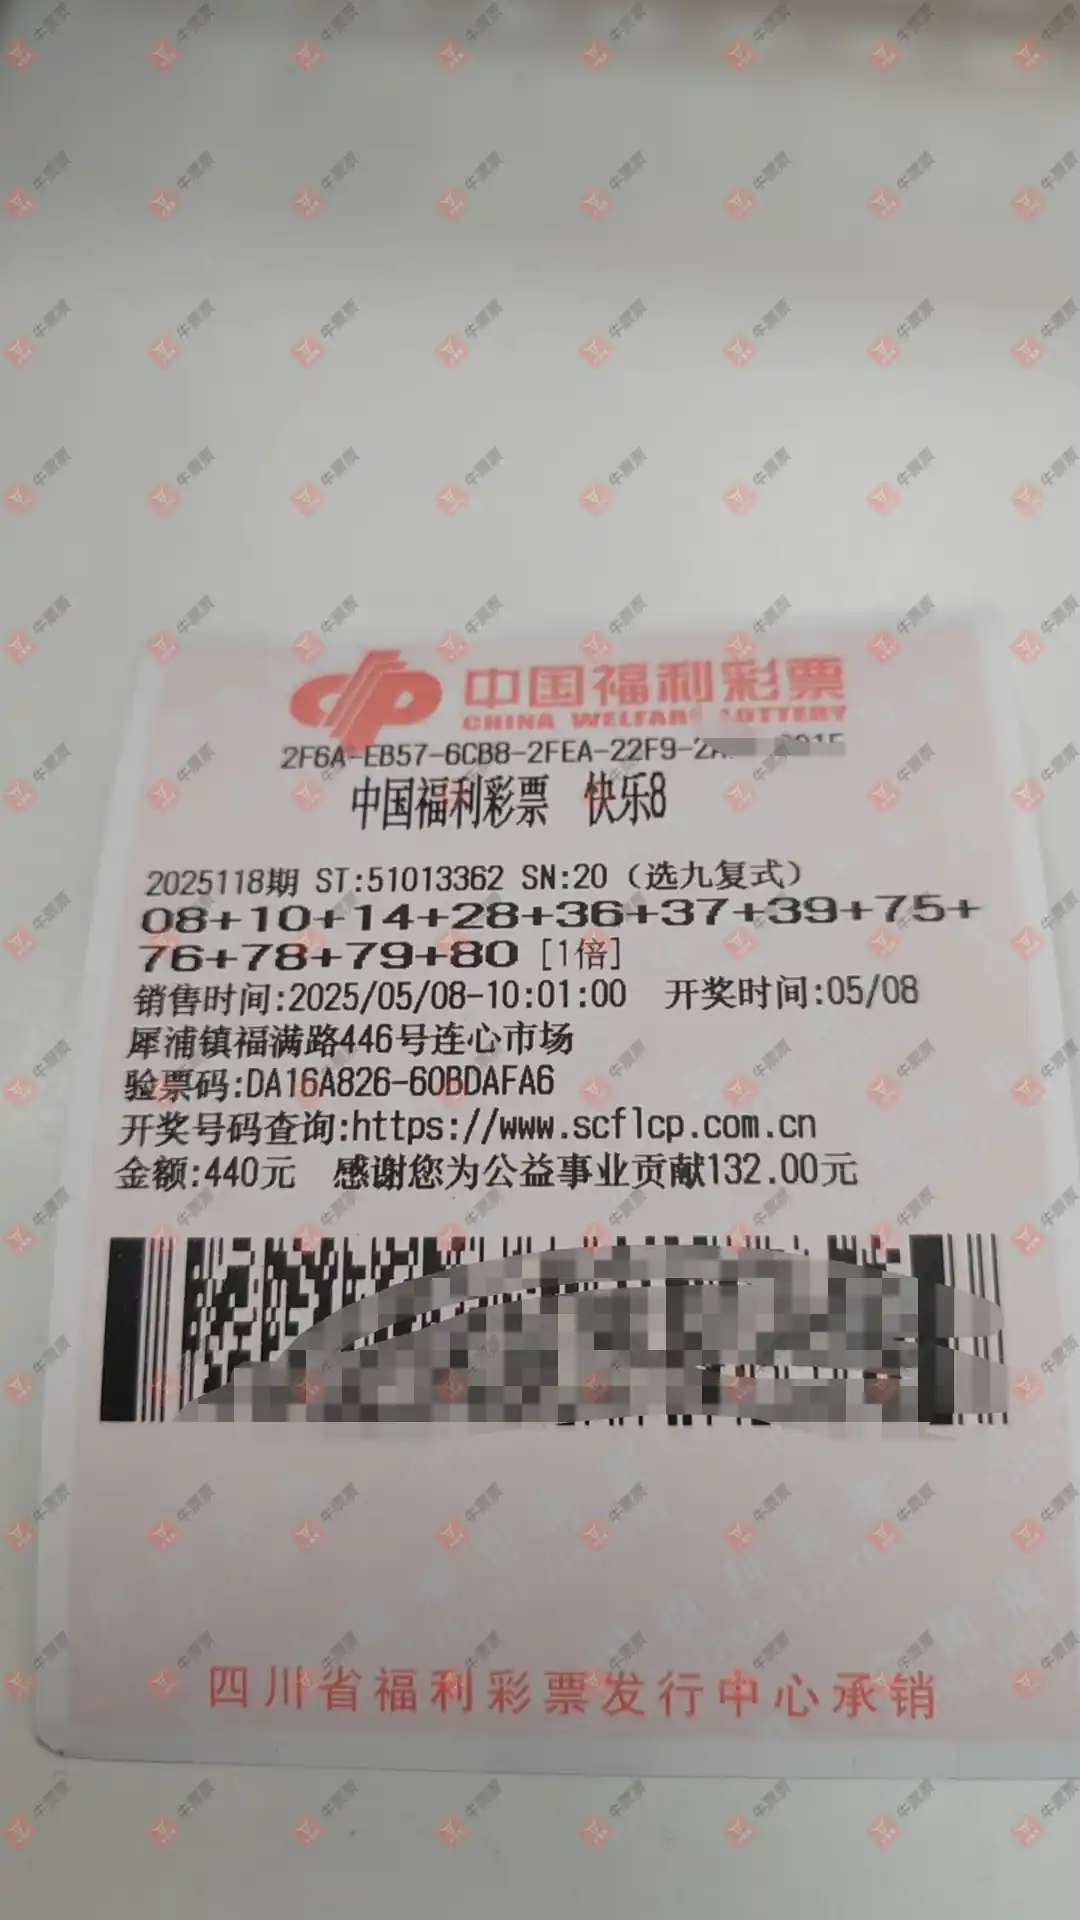 中国福利彩票
CHINA WELFARE LOTTERY
2F6A-EB57-6CB8-2FEA-22F9-2A
中国福利彩票 快乐8
2025118期 ST:51013362 SN:20（选九复式）
08+10+14+28+36+37+39+75+
76+78+79+80 [1倍]
销售时间:2025/05/08-10:01:00 开奖时间:05/08
犀浦镇福满路446号连心市场
验票码:DA16A826-60BDAFA6
开奖号码查询:https://www.scflcp.com.cn
金额:440元 感谢您为公益事业贡献132.00元
四川省福利彩票发行中心承销
牛票票